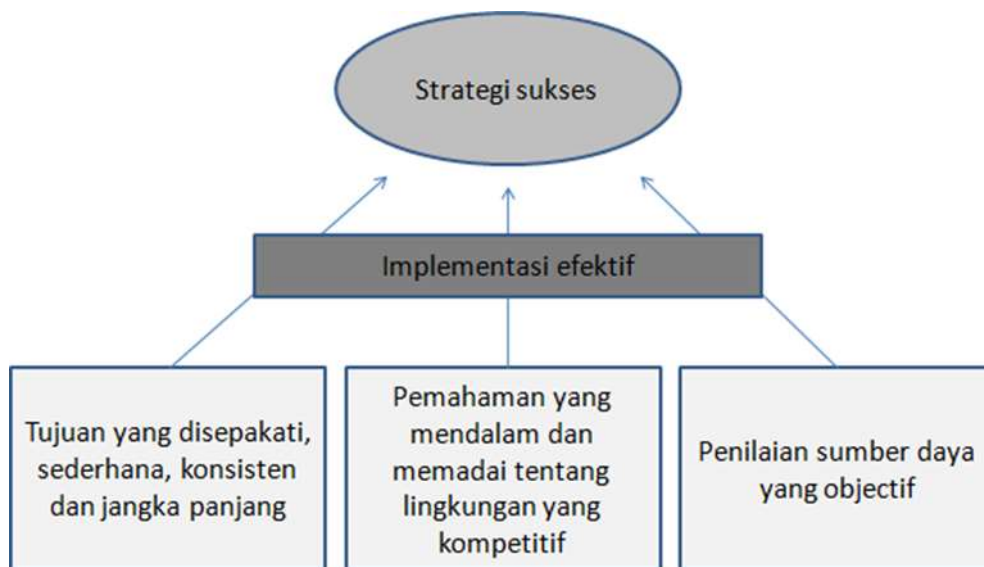 Strategi sukses
Implementasi efektif
Tujuan yang disepakati,
sederhana, konsisten
dan jangka panjang
Pemahaman yang
mendalam dan
memadai tentang
lingkungan yang
kompetitif
Penilaian sumber daya
yang objectif